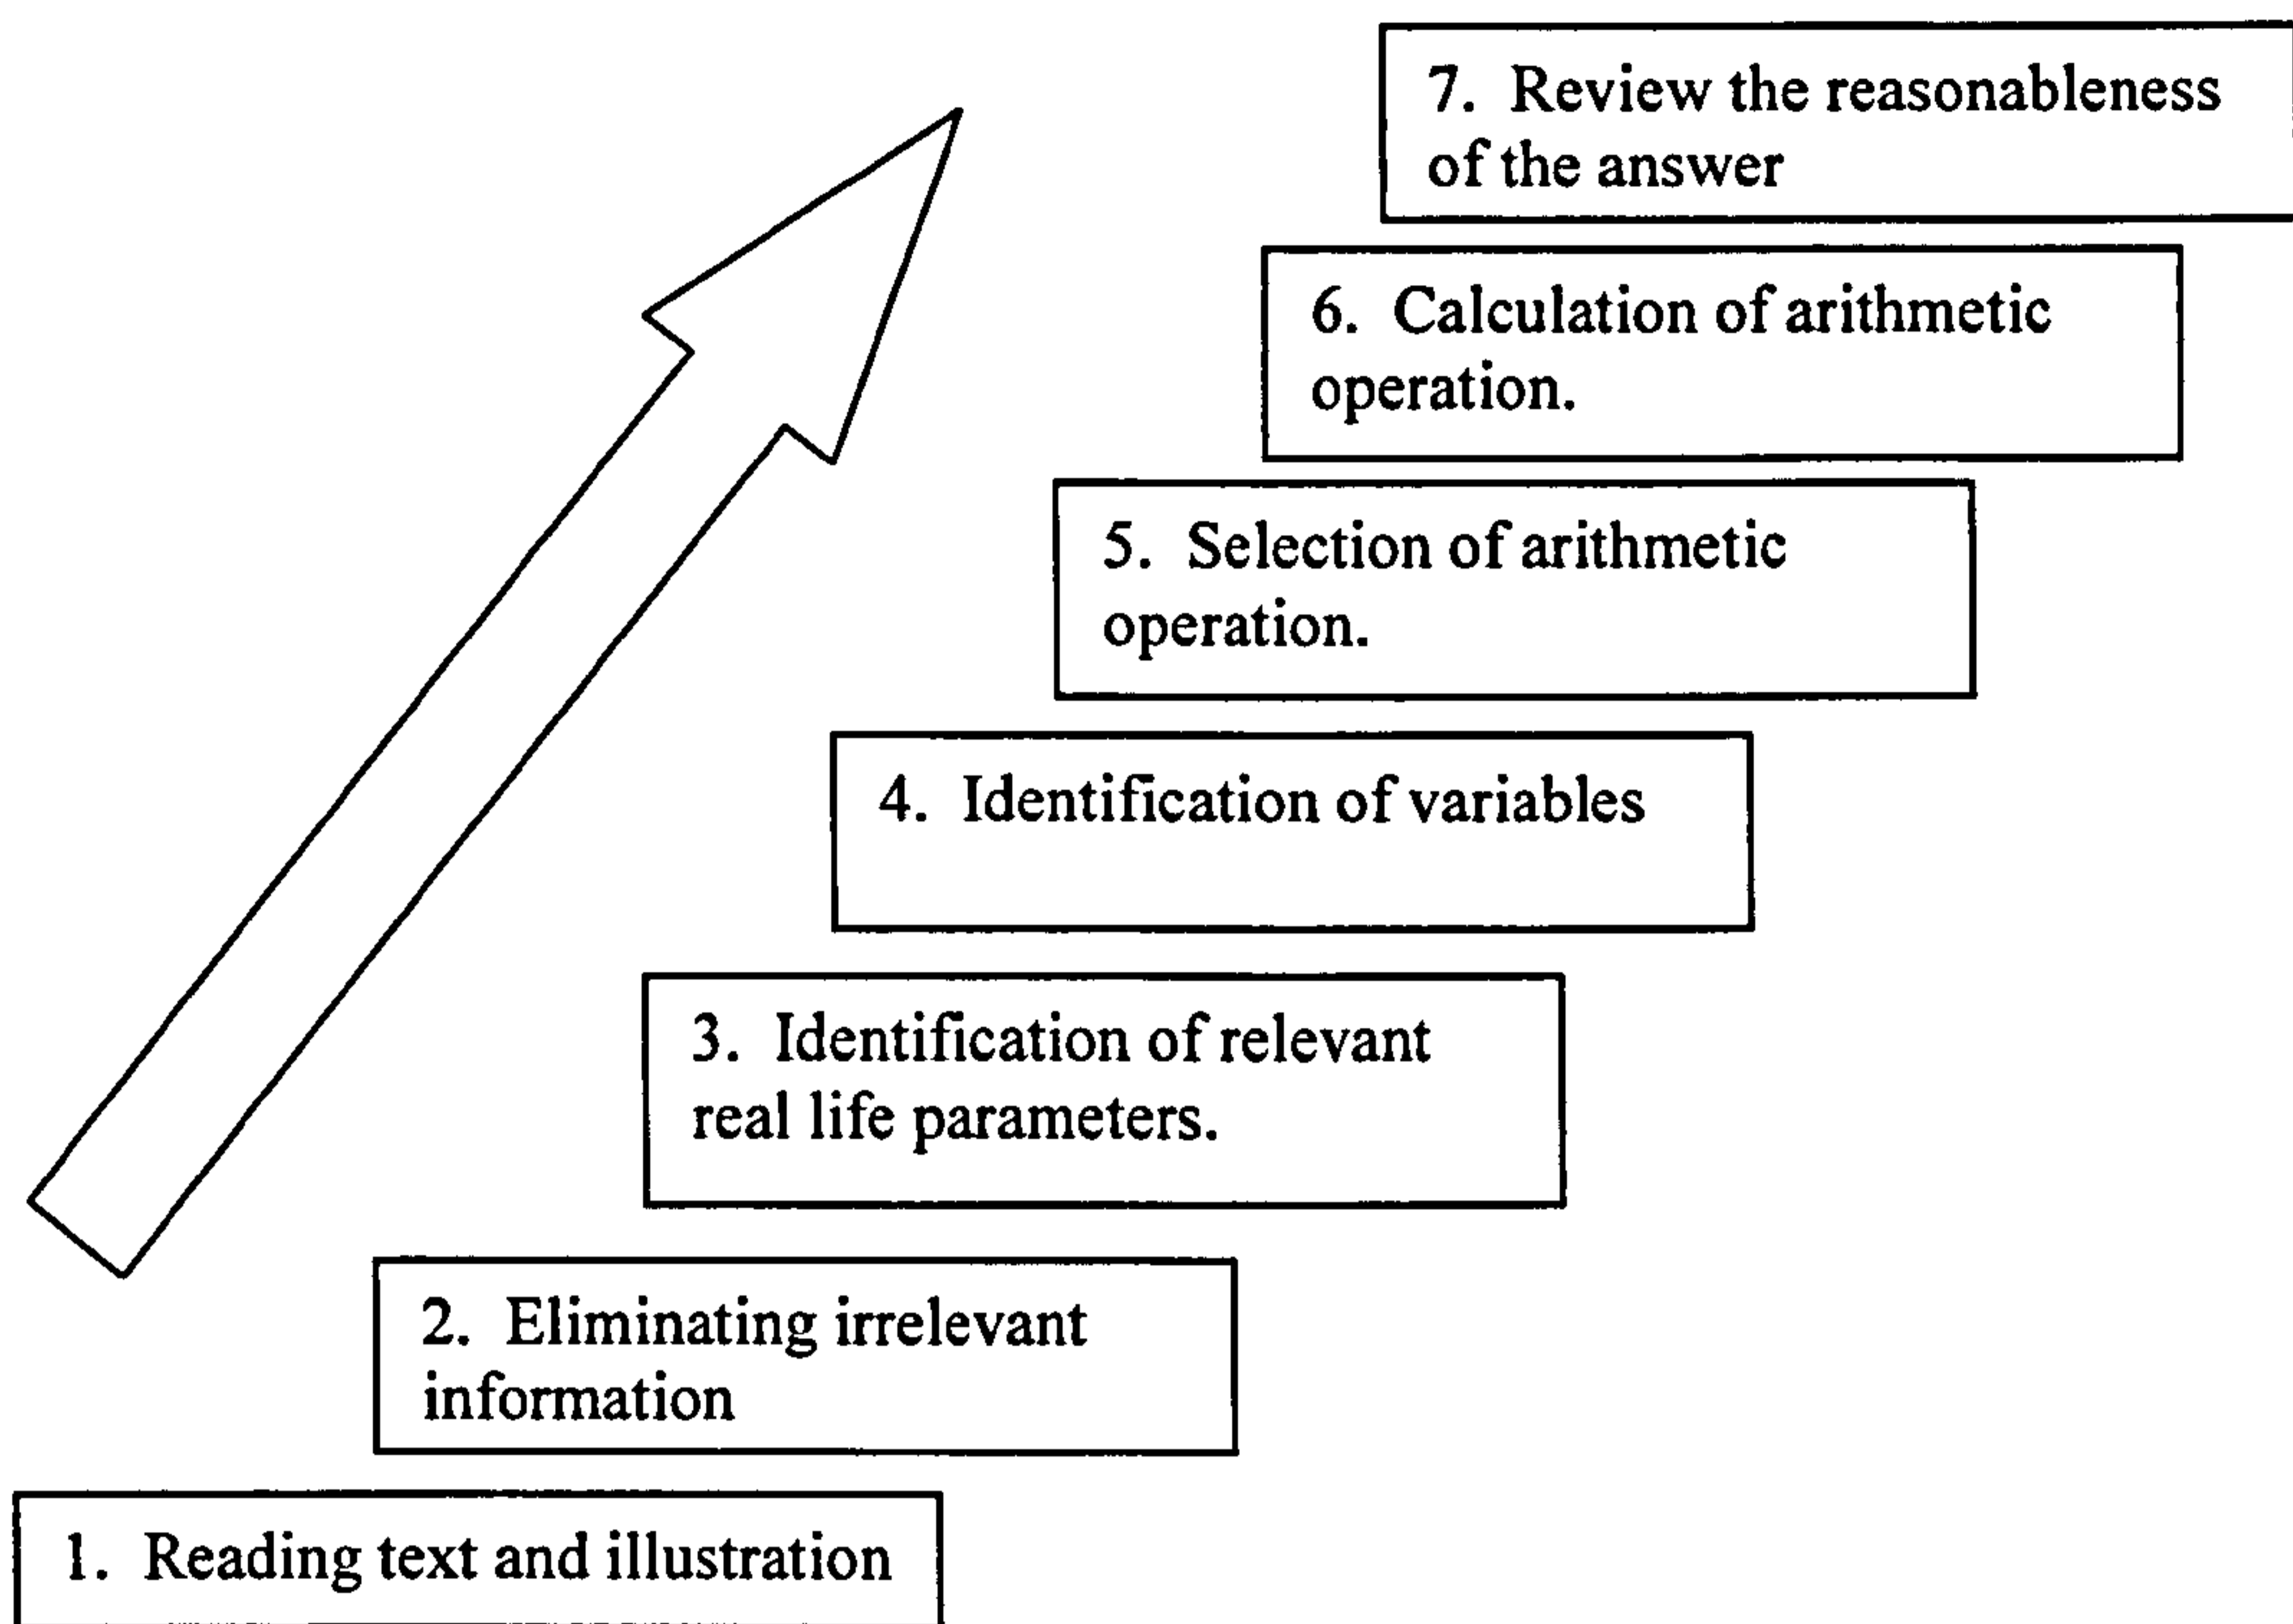 7. Review the reasonableness
of the answer
6. Calculation of arithmetic
operation.
5. Selection of arithmetic
operation.
4. Identification of variables
3. Identification of relevant
real life parameters.
2. Eliminating irrelevant
information
1. Reading text and illustration